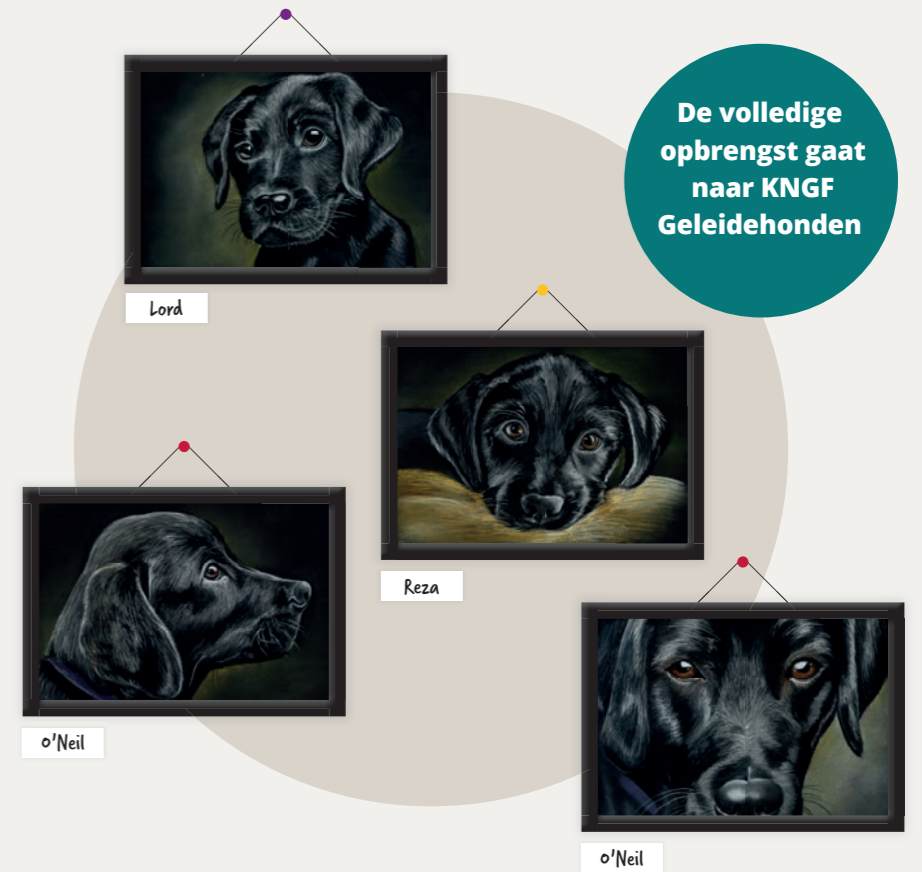 De volledige
opbrengst gaat
naar KNGF
Geleidehonden
Lord
Reza
O'Neil
O'Neil